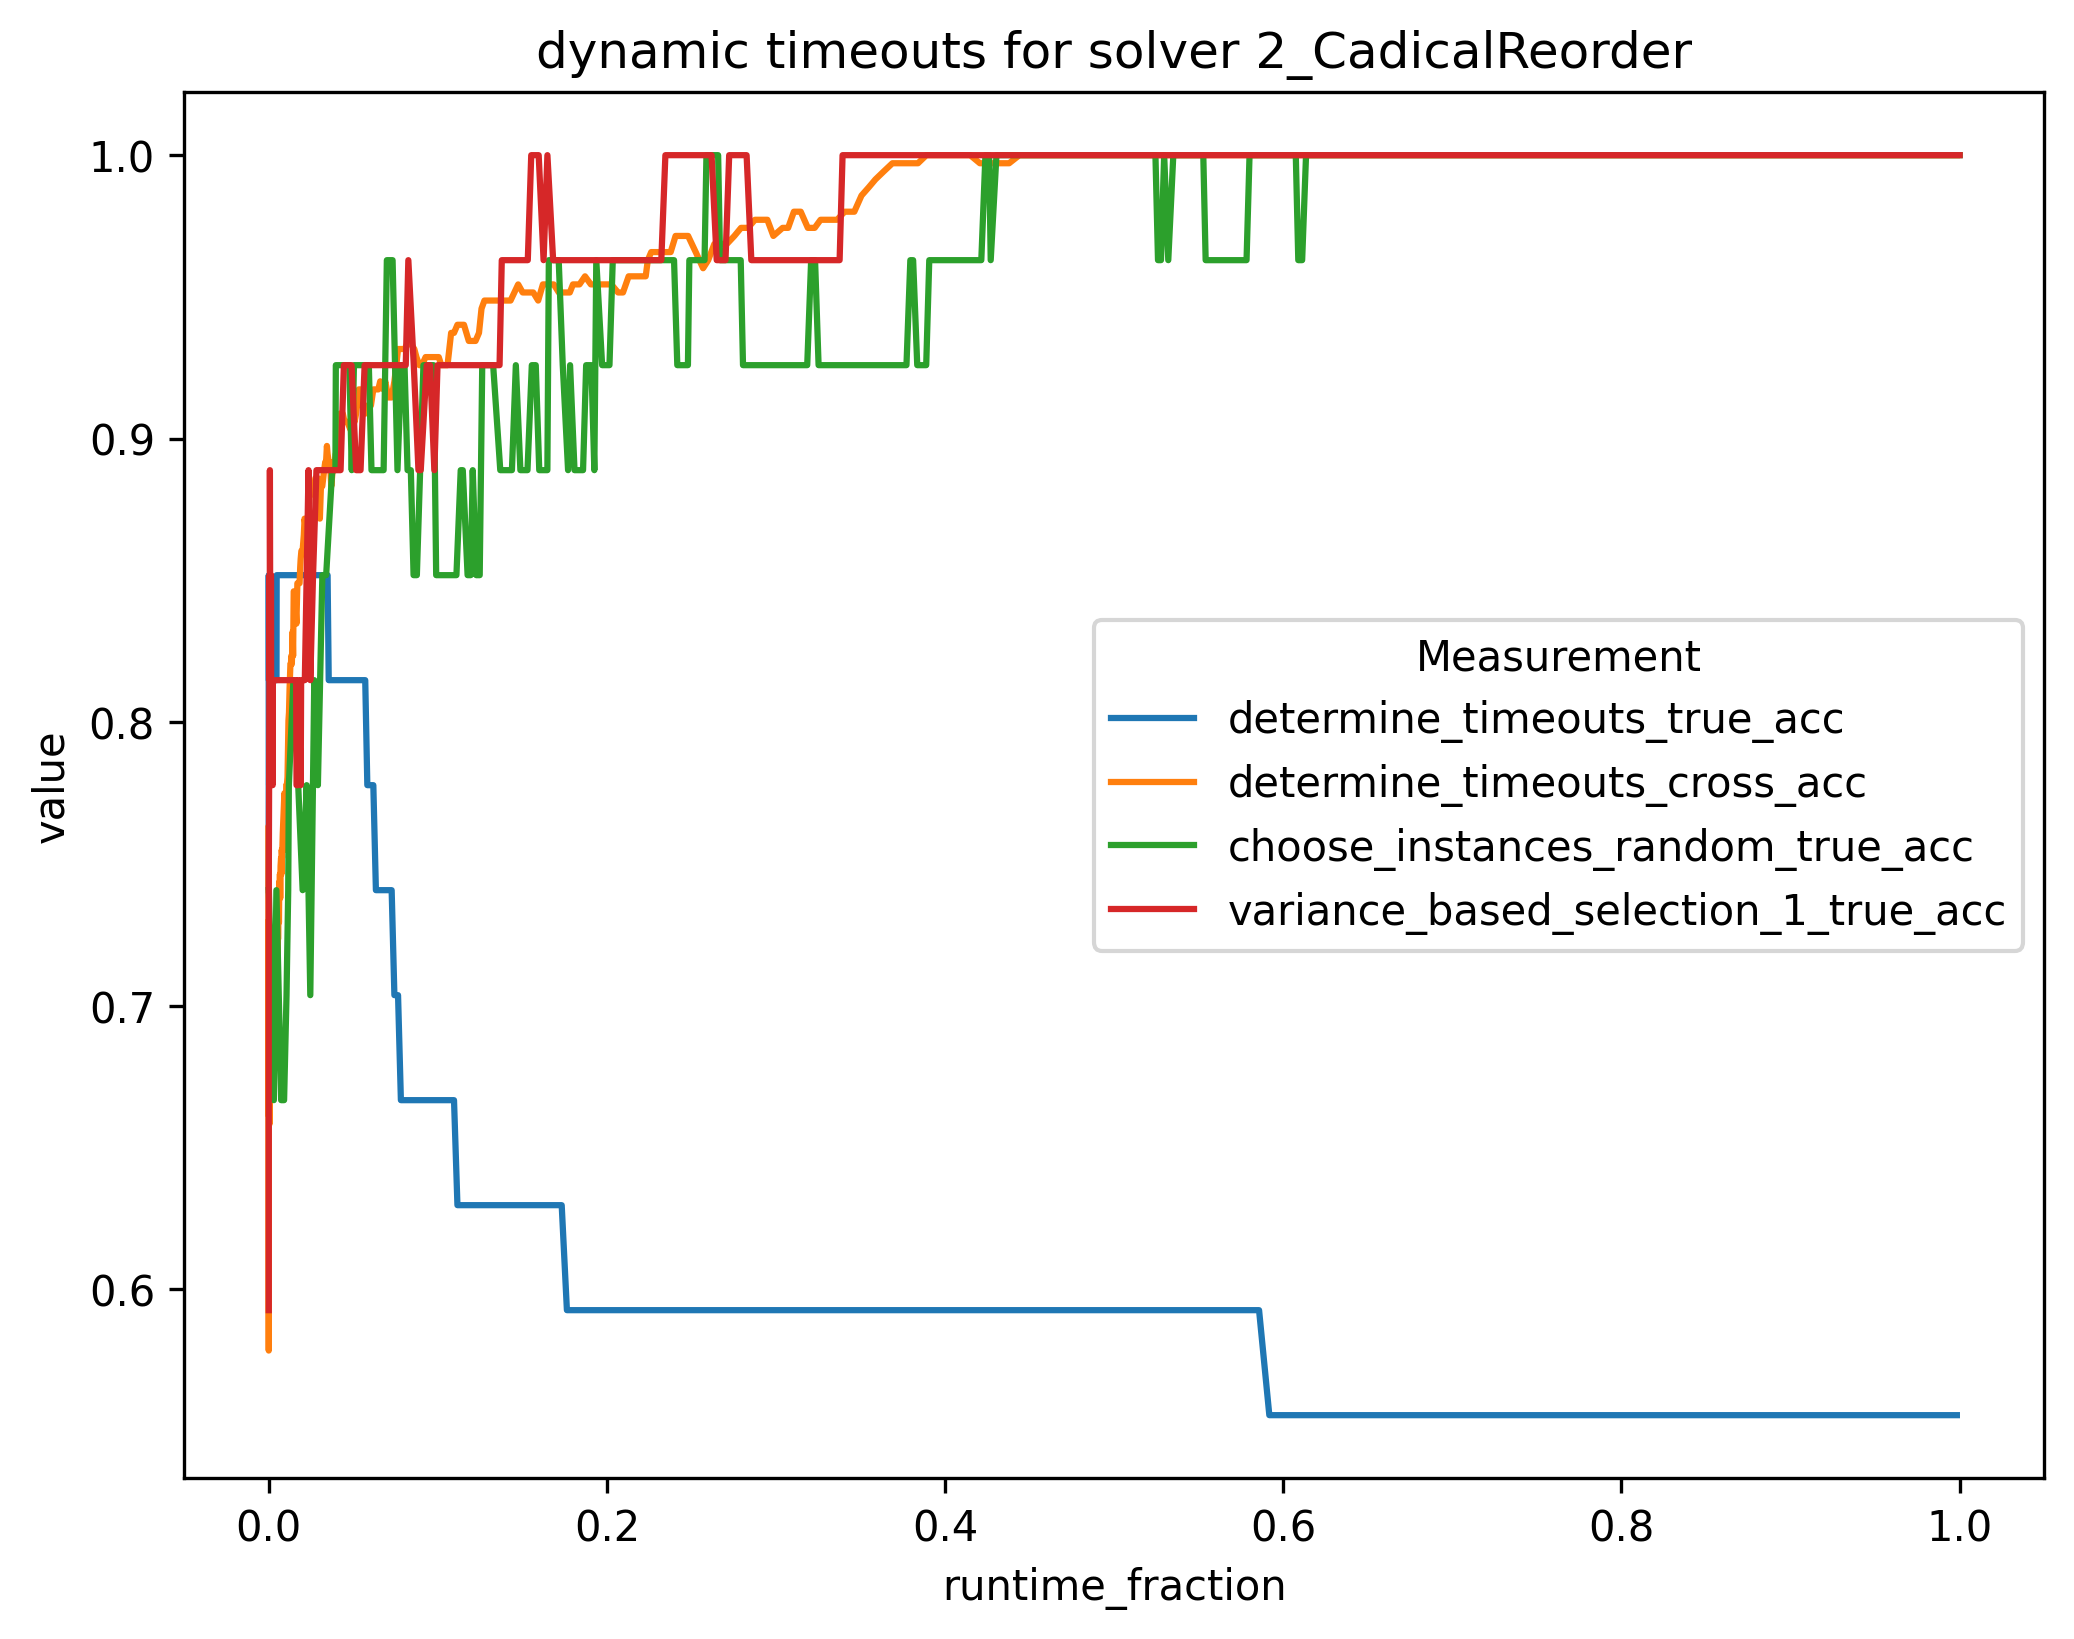 dynamic timeouts for solver 2_CadicalReorder
value
1.0
0.9
0.8
0.7
0.6
Measurement
determine_timeouts_true_acc
determine_timeouts_cross_acc
choose_instances_random_true_acc
variance_based_selection_1_true_acc
0.0 0.2 0.4 0.6 0.8 1.0
runtime_fraction